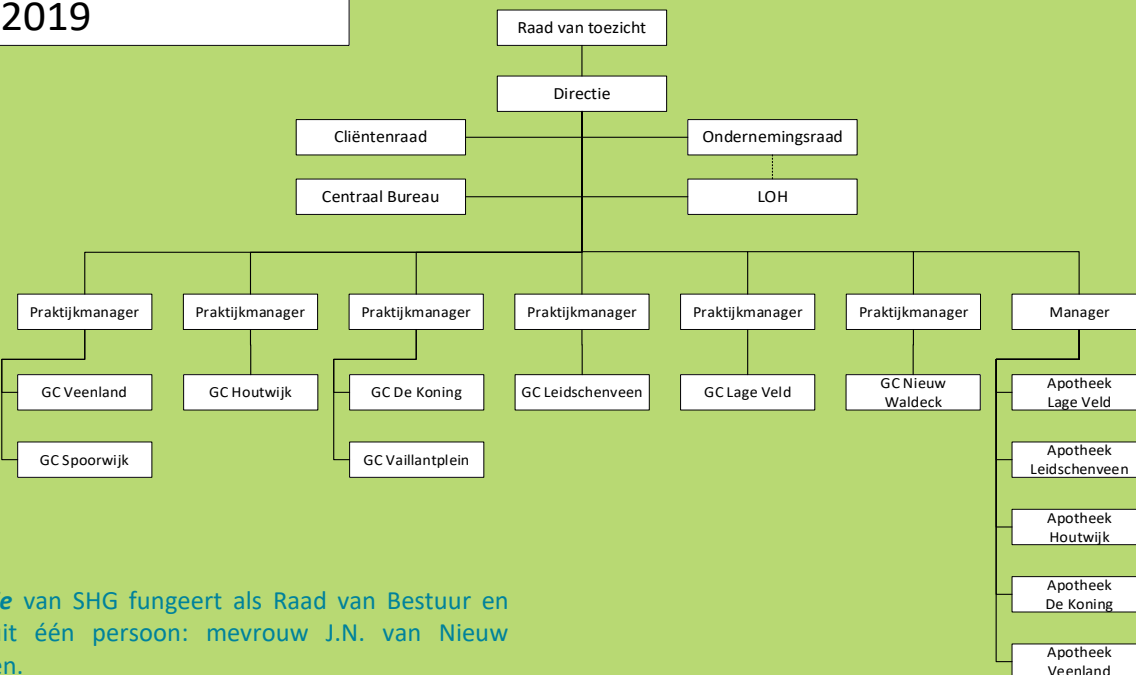 2019
Raad van toezicht
Directie
Cliëntenraad
Ondernemingsraad
Centraal Bureau
LOH
Praktijkmanager
Praktijkmanager
Praktijkmanager
Praktijkmanager
Praktijkmanager
Praktijkmanager
Manager
GC Veenland
GC Houtwijk
GC De Koning
GC Leidschenveen
GC Lage Veld
GC Nieuw
Waldeck
Apotheek
Lage Veld
GC Spoorwijk
GC Vaillantplein
Apotheek
Leidschenveen
Apotheek
Houtwijk
Apotheek
De Koning
Apotheek
Veenland
van SHG fungeert als Raad van Bestuur en
één persoon: mevrouw J.N. van Nieuw